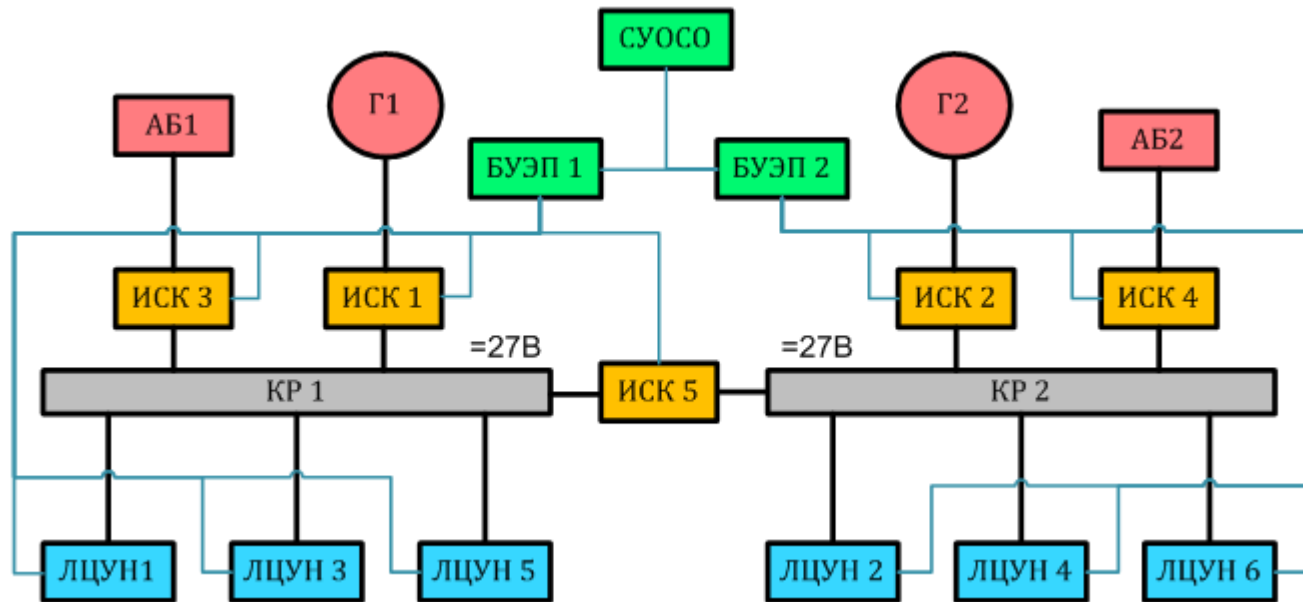 СУОСО
АБ1
Г1
Г2
АБ2
БУЭП 1
БУЭП 2
ИСК 3
ИСК 1
ИСК 2
ИСК 4
=27В
=27В
КР 1
ИСК 5
КР 2
ЛЦУН1
ЛЦУН 3
ЛЦУН 5
ЛЦУН 2
ЛЦУН 4
ЛЦУН 6